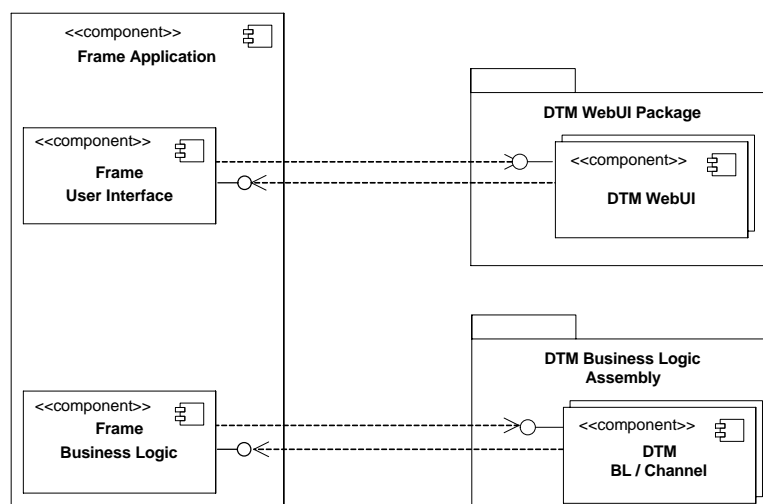 <<component>>
Frame Application
<<component>>
Frame
User Interface
DTM WebUI Package
<<component>>
DTM WebUI
<<component>>
Frame
Business Logic
DTM Business Logic
Assembly
<<component>>
DTM
BL / Channel